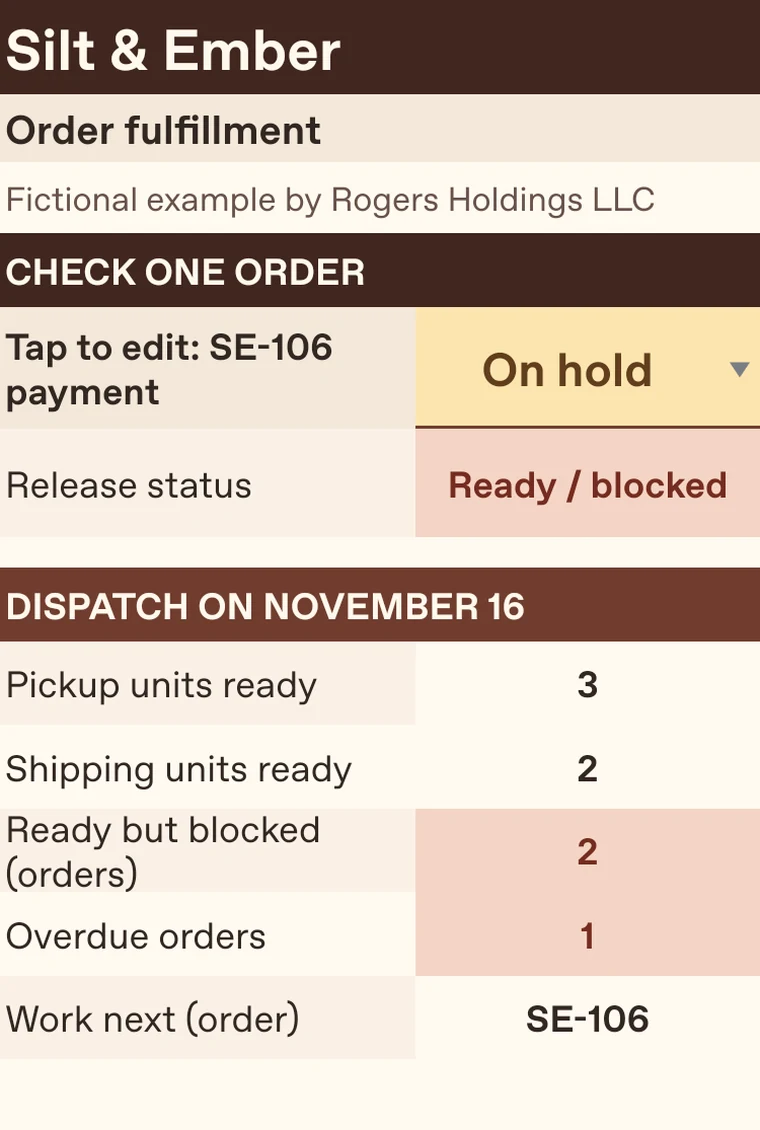 Silt & Ember
Order fulfillment
Fictional example by Rogers Holdings LLC
CHECK ONE ORDER
Tap to edit: SE-106
payment
On hold
Release status
Ready / blocked
DISPATCH ON NOVEMBER 16
Pickup units ready
3
Shipping units ready
2
Ready but blocked
(orders)
2
Overdue orders
1
Work next (order)
SE-106